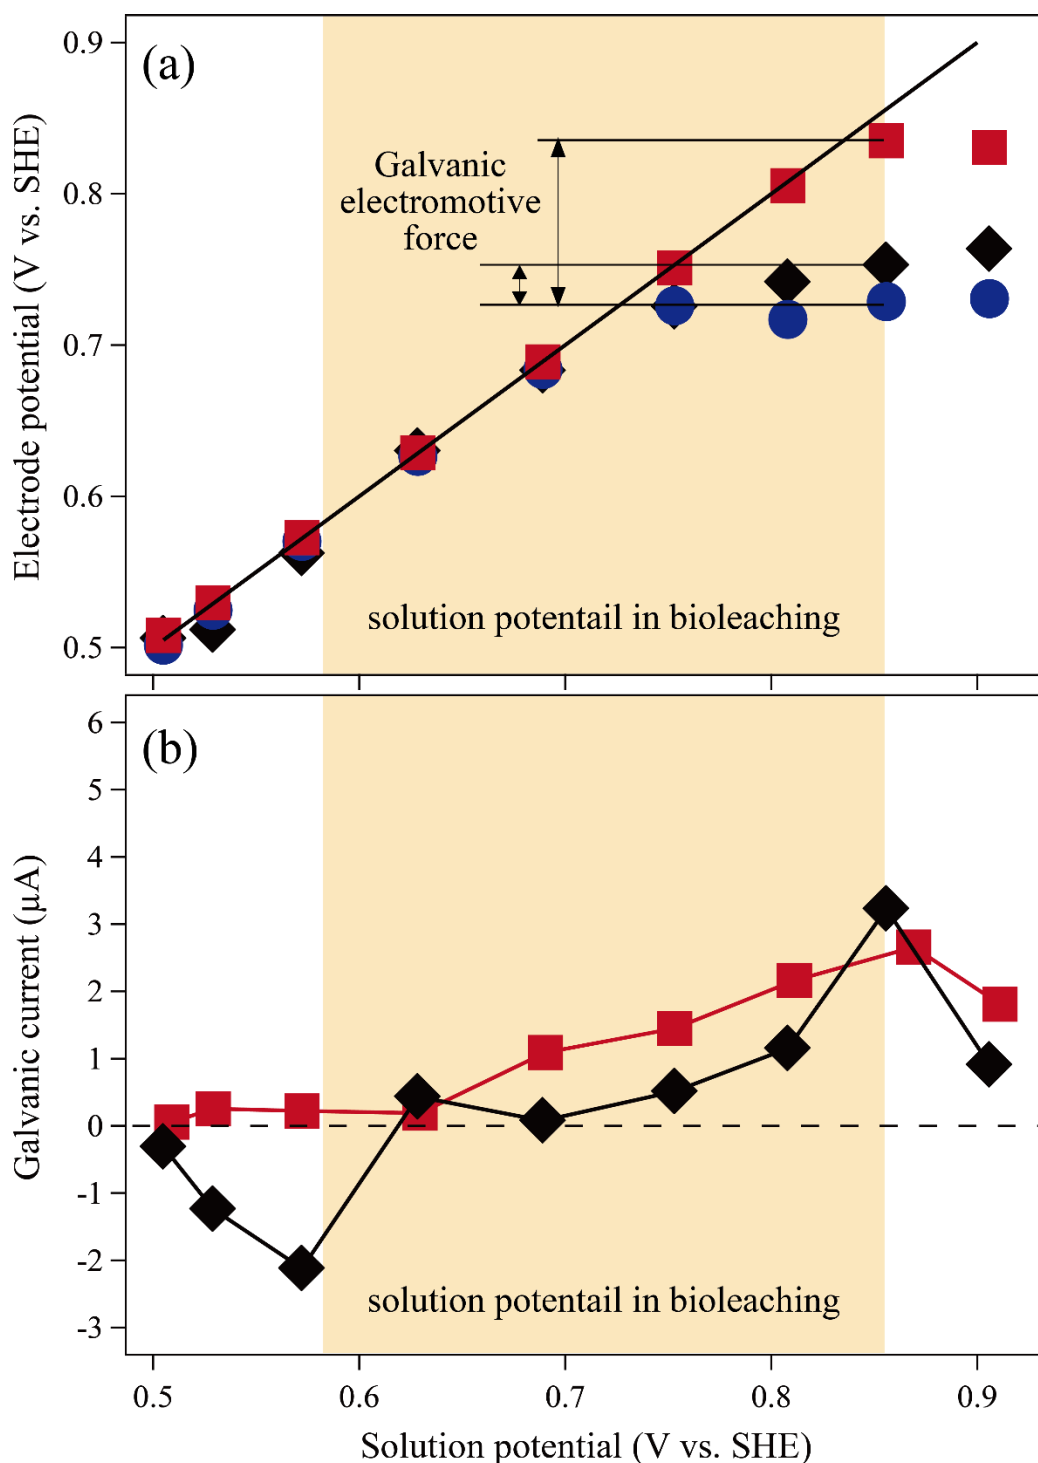 (a)
Electrode potential (V vs. SHE)
0.9
0.8
0.7
0.6
0.5
Galvanic
electromotive
force
solution potentail in bioleaching
0.5
0.6
0.7
0.8
0.9
(b)
Galvanic current (μA)
6
5
4
3
2
1
0
-1
-2
-3
solution potentail in bioleaching
Solution potential (V vs. SHE)